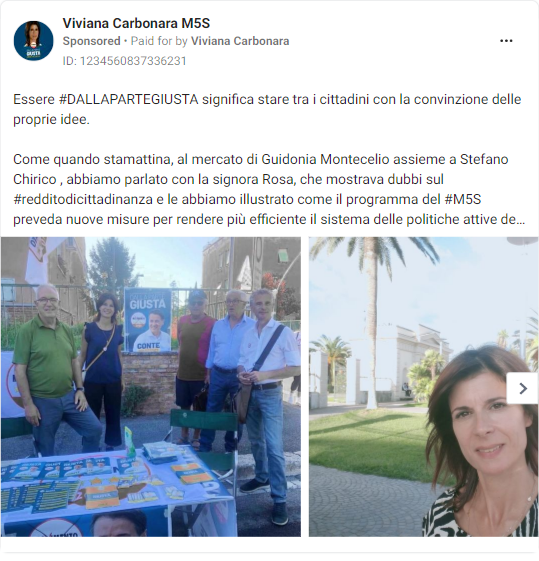 Viviana Carbonara M5S
Sponsored • Paid for by Viviana Carbonara
ID: 1234560837336231
Essere #DALLAPARTEGIUSTA significa stare tra i cittadini con la convinzione delle
proprie idee.
Come quando stamattina, al mercato di Guidonia Montecelio assieme a Stefano
Chirico , abbiamo parlato con la signora Rosa, che mostrava dubbi sul
#redditodicittadinanza e le abbiamo illustrato come il programma del #M5S
preveda nuove misure per rendere più efficiente il sistema delle politiche attive de...
GIUSTA
CONTE